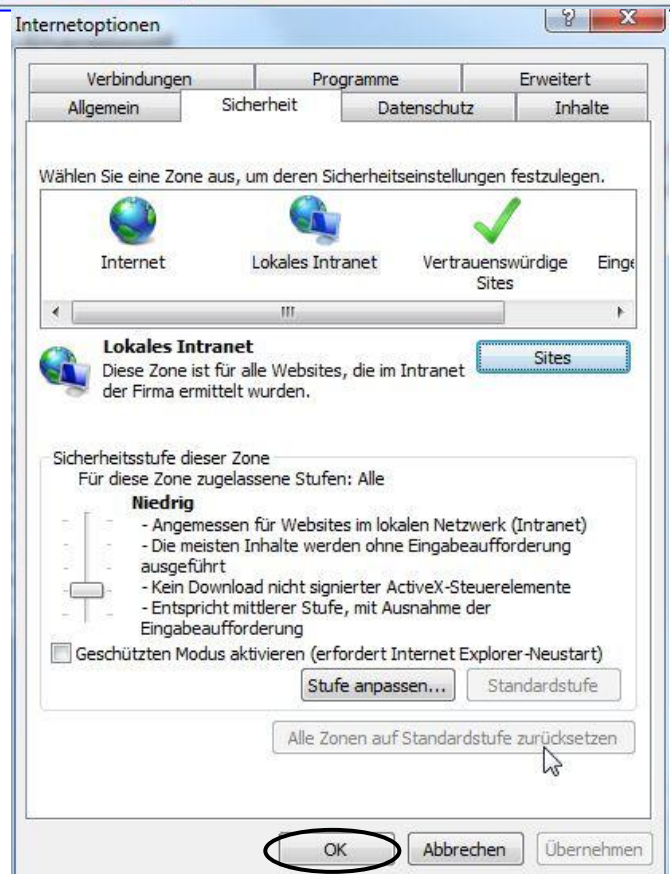 Internetoptionen
Verbindungen Programme Erweitert
Allgemein Sicherheit Datenschutz Inhalte
Wählen Sie eine Zone aus, um deren Sicherheitseinstellungen festzulegen.
Internet Lokales Intranet Vertrauenswürdige Sites Einge
Lokales Intranet
Diese Zone ist für alle Websites, die im Intranet
der Firma ermittelt wurden.
Sites
Sicherheitsstufe dieser Zone
Für diese Zone zugelassene Stufen: Alle
Niedrig
- Angemessen für Websites im lokalen Netzwerk (Intranet)
- Die meisten Inhalte werden ohne Eingabeaufforderung
ausgeführt
- Kein Download nicht signierter ActiveX-Steuerelemente
- Entspricht mittlerer Stufe, mit Ausnahme der
Eingabeaufforderung
Geschützten Modus aktivieren (erfordert Internet Explorer-Neustart)
Stufe anpassen... Standardstufe
Alle Zonen auf Standardstufe zurücksetzen
OK Abbrechen Übernehmen